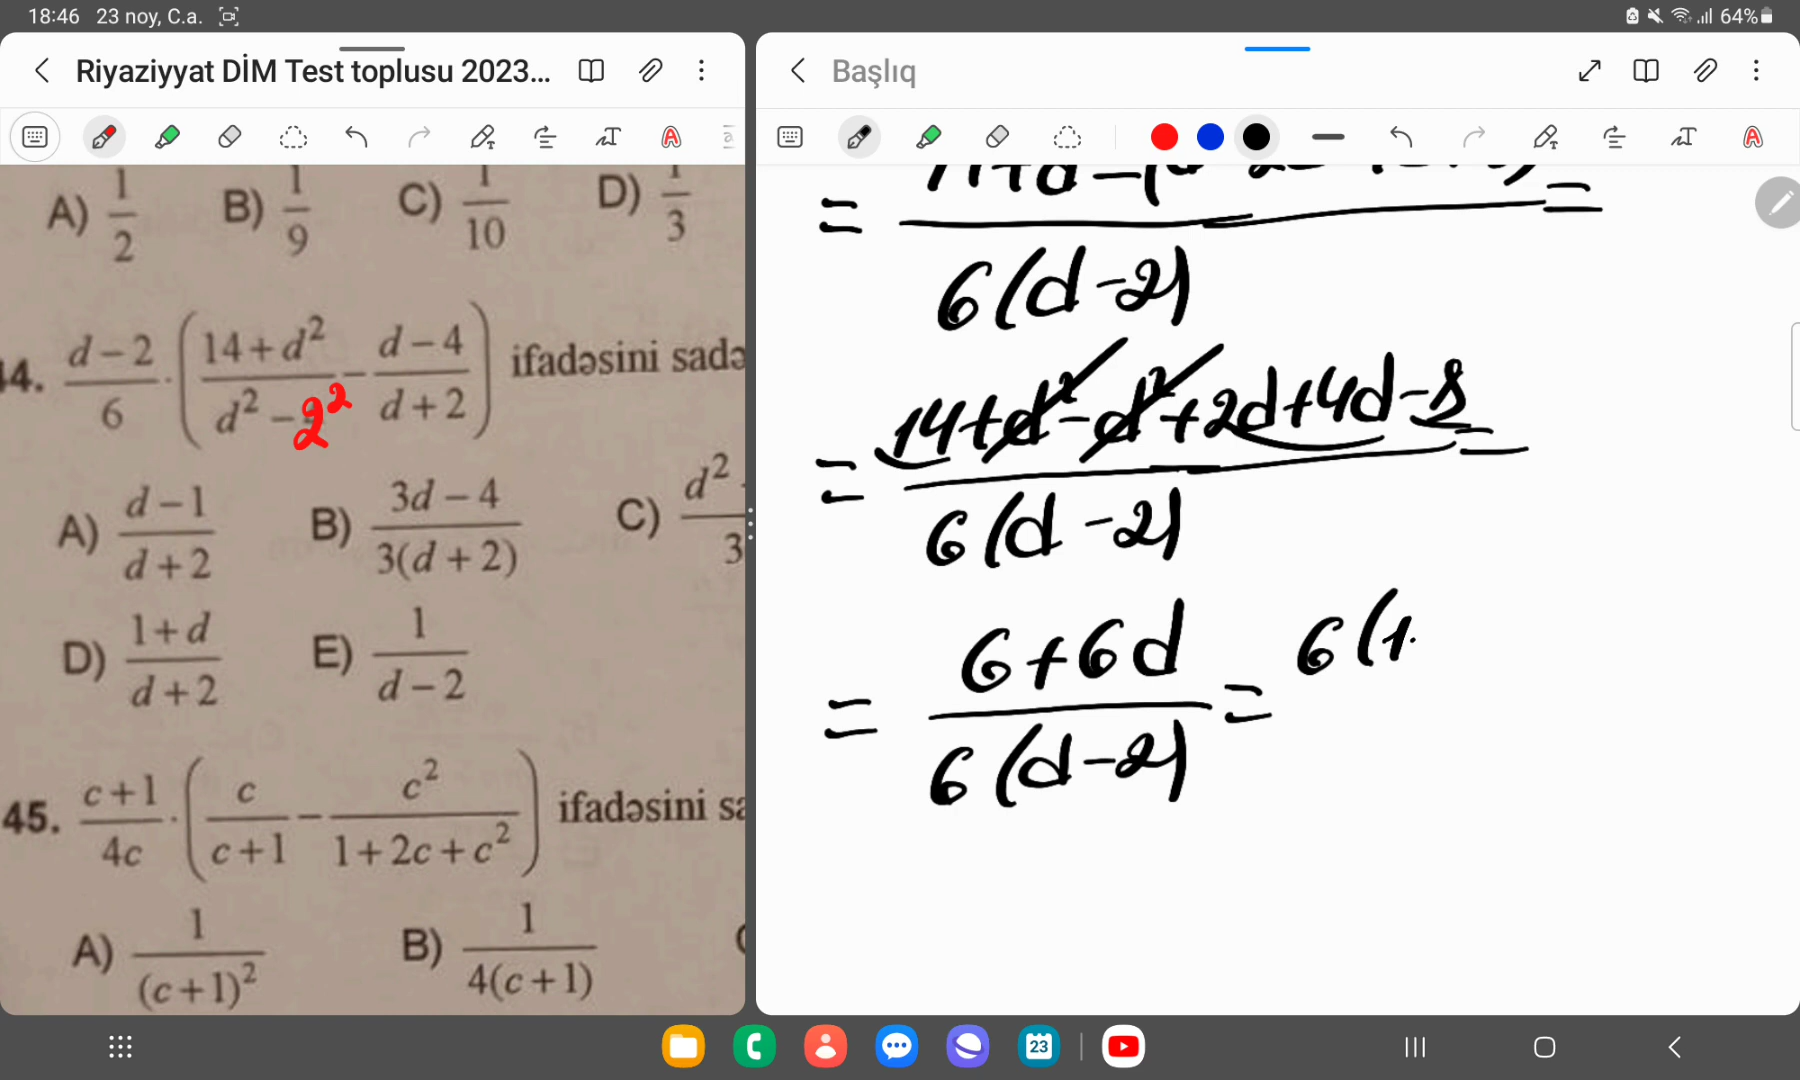 18:46 23 noy, C.a. 64%
Riyaziyyat DİM Test toplusu 2023...
A) 1/2 B) 1/9 C) 1/10 D) 1/3
44. (d-2)/6 · ((14+d²)/(d²-2²) - (d-4)/(d+2)) ifadəsini sadə
A) (d-1)/(d+2) B) (3d-4)/(3(d+2)) C) d²/3
D) (1+d)/(d+2) E) 1/(d-2)
45. (c+1)/4c · (c/(c+1) - c²/(1+2c+c²)) ifadəsini sa
A) 1/(c+1)² B) 1/(4(c+1))
Başlıq
= /6(d-2) =
= (14+d²-d²+2d+4d-8)/(6(d-2)) =
= (6+6d)/(6(d-2)) = 6(1
23